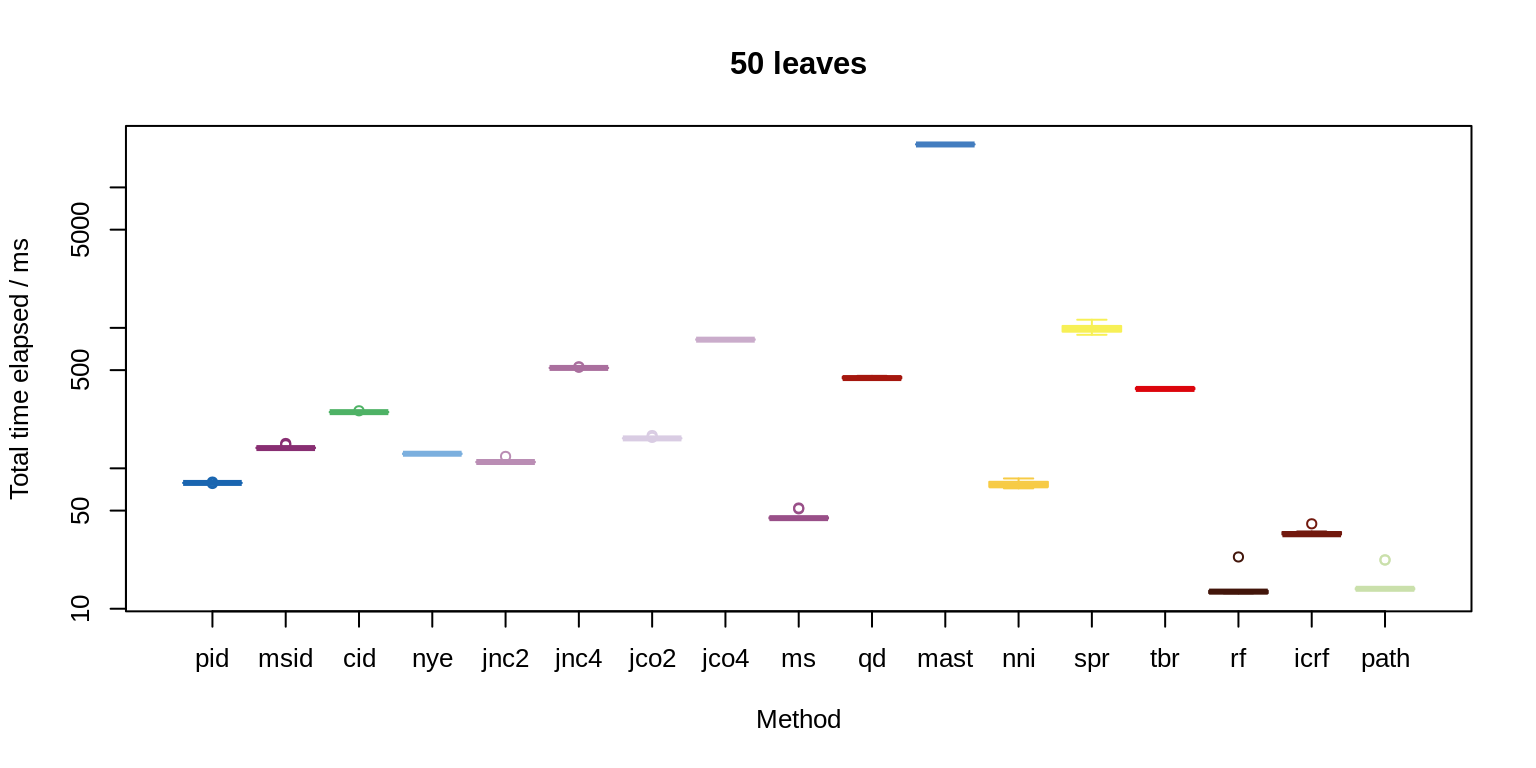 50 leaves
Total time elapsed / ms
5000
500
50
10
pid msid cid nye jnc2 jnc4 jco2 jco4 ms qd mast nni spr tbr rf icrf path
Method